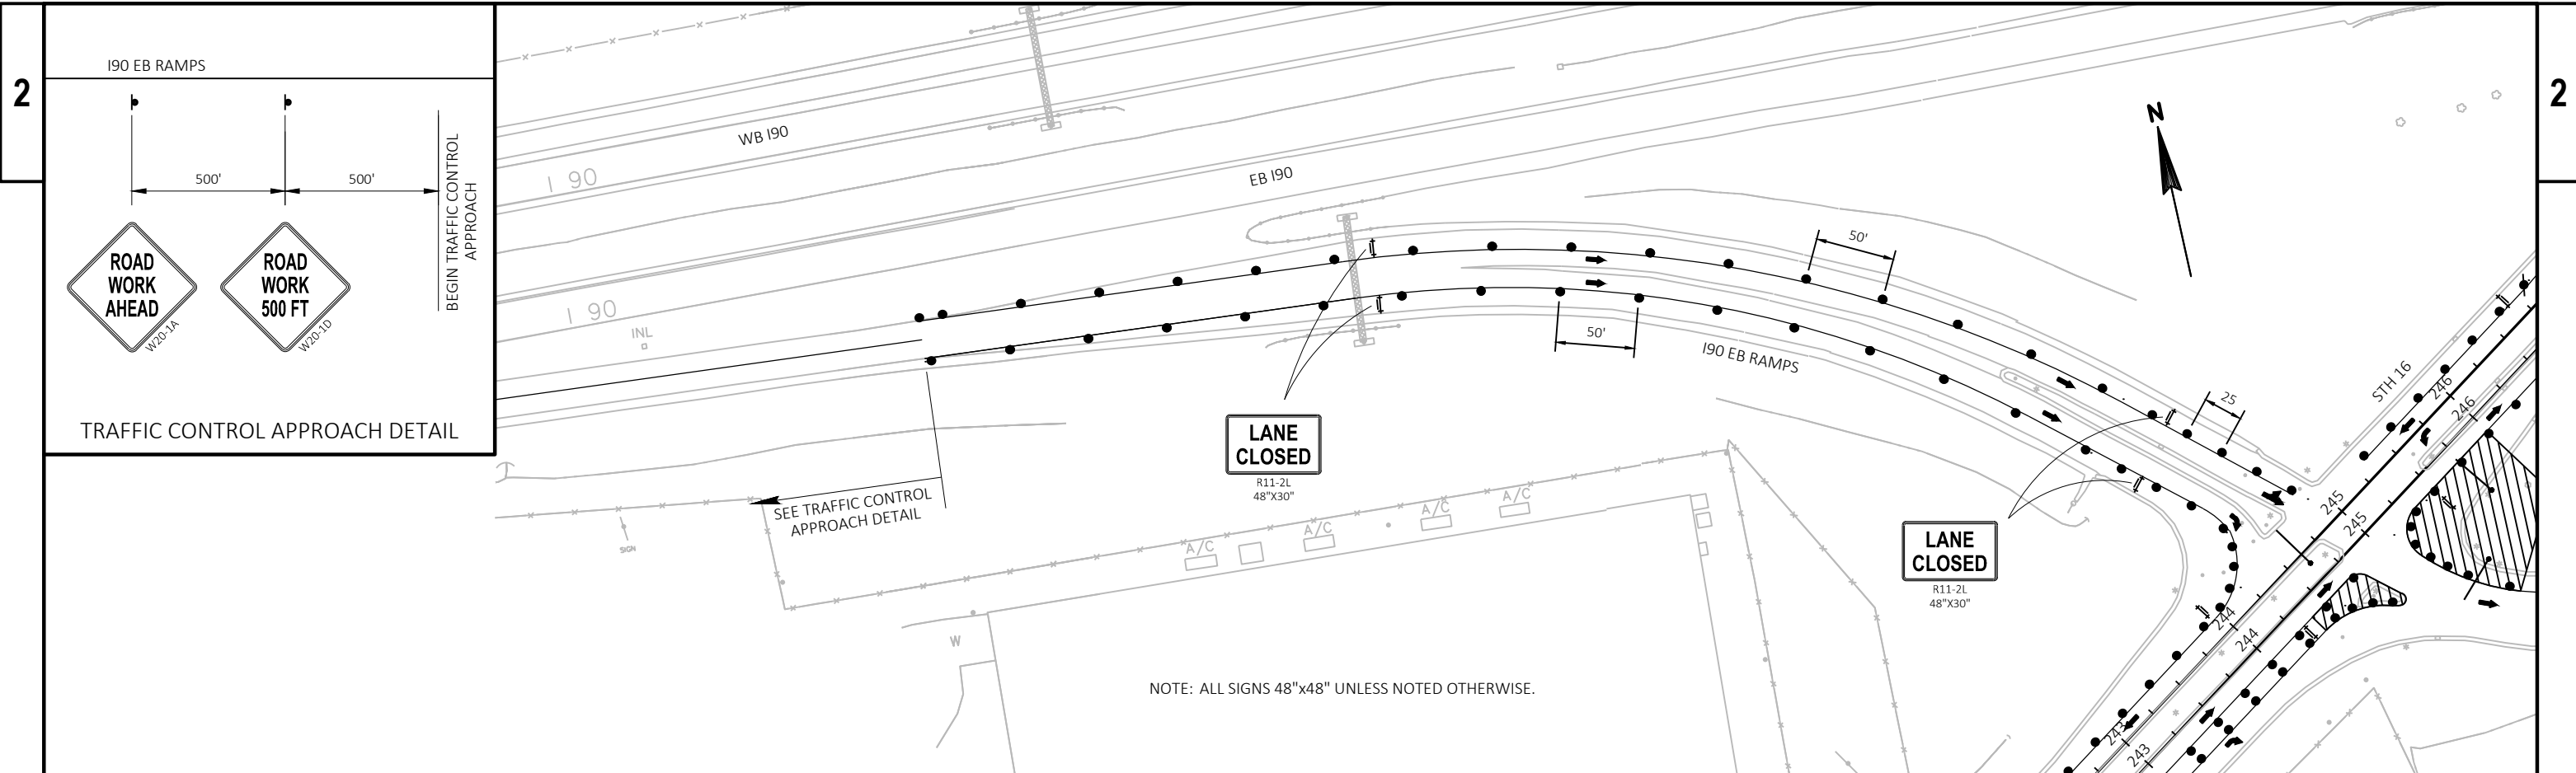 2
I90 EB RAMPS
500'
500'
BEGIN TRAFFIC CONTROL
APPROACH
ROAD
WORK
AHEAD
W20-1A
ROAD
WORK
500 FT
W20-1D
TRAFFIC CONTROL APPROACH DETAIL
WB I90
I 90
EB I90
I 90
INL
N
2
50'
50'
I90 EB RAMPS
25
STH 16
246
246
245
245
244
244
243
243
LANE
CLOSED
R11-2L
48"X30"
SEE TRAFFIC CONTROL
APPROACH DETAIL
SIGN
A/C
A/C
A/C
A/C
LANE
CLOSED
R11-2L
48"X30"
W
NOTE: ALL SIGNS 48"x48" UNLESS NOTED OTHERWISE.